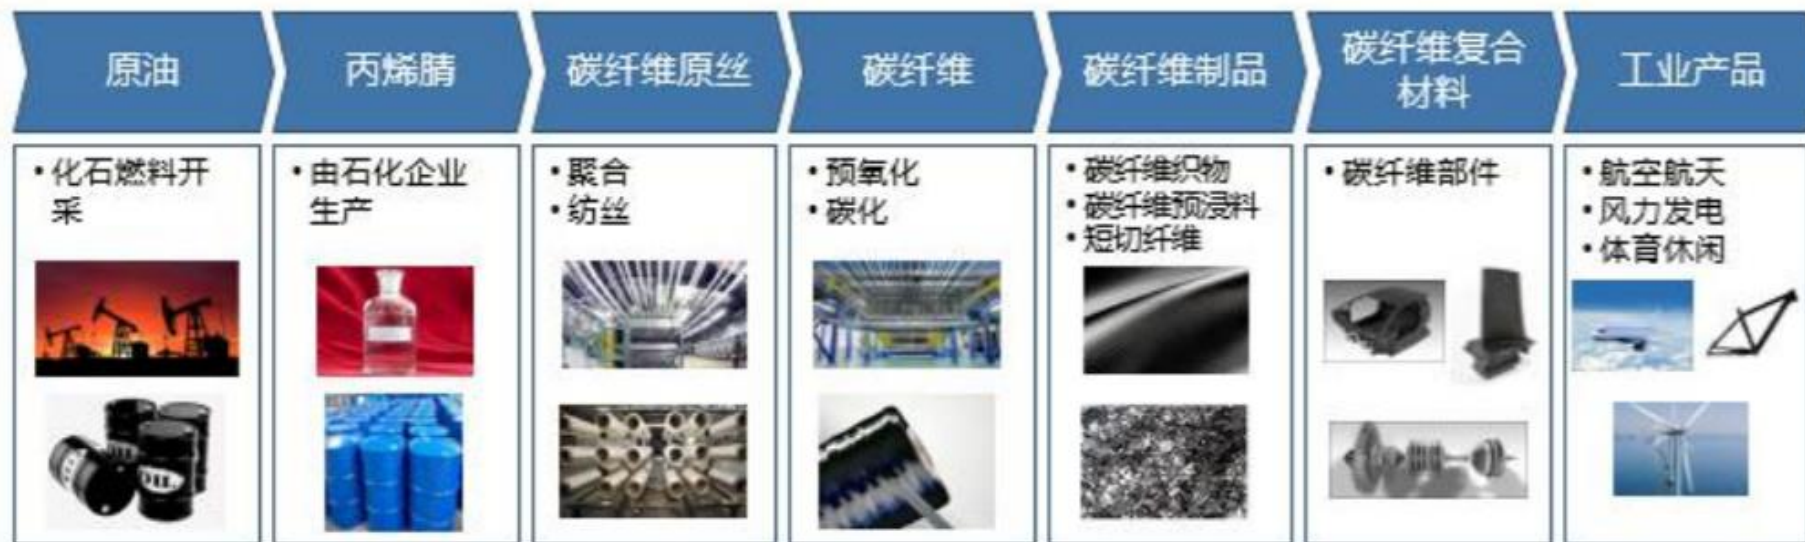 原油
丙烯腈
碳纤维原丝
碳纤维
碳纤维制品
碳纤维复合
材料
工业产品
•化石燃料开
采
•由石化企业
生产
•聚合
•纺丝
•预氧化
•碳化
•碳纤维织物
•碳纤维预浸料
•短切纤维
•碳纤维部件
•航空航天
•风力发电
•体育休闲
OIL